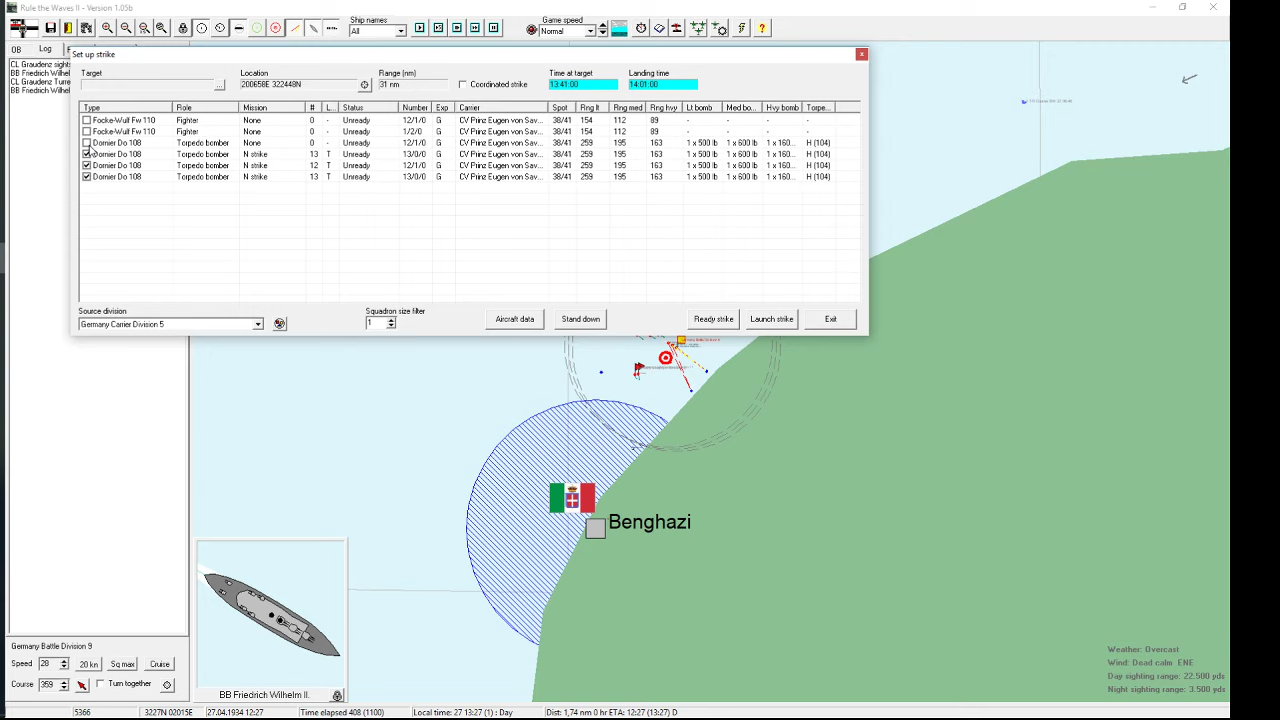 Rule the Waves II - Version 1.05b
Ship names
All
Game speed
Normal
OB Log
CL Graudenz sight
BB Friedrich Wilhelm
CL Graudenz Turre
BB Friedrich Wilhel
Set up strike
Target Location Range (nm) Coordinated strike Time at target Landing time
... 200658E 322448N 31 nm 13:41:00 14:01:00
Type Role Mission # L... Status Number Exp Carrier Spot Rng lt Rng med Rng hvy Lt bomb Med bo... Hvy bomb Torpe...
Focke-Wulf Fw 110 Fighter None 0 - Unready 12/1/0 G CV Prinz Eugen von Sav... 38/41 154 112 89 - - - -
Focke-Wulf Fw 110 Fighter None 0 - Unready 1/2/0 G CV Prinz Eugen von Sav... 38/41 154 112 89 - - - -
Dornier Do 108 Torpedo bomber None 0 - Unready 12/1/0 G CV Prinz Eugen von Sav... 38/41 259 195 163 1 x 500 lb 1 x 600 lb 1 x 160... H (104)
Dornier Do 108 Torpedo bomber N strike 13 T Unready 13/0/0 G CV Prinz Eugen von Sav... 38/41 259 195 163 1 x 500 lb 1 x 600 lb 1 x 160... H (104)
Dornier Do 108 Torpedo bomber N strike 12 T Unready 12/1/0 G CV Prinz Eugen von Sav... 38/41 259 195 163 1 x 500 lb 1 x 600 lb 1 x 160... H (104)
Dornier Do 108 Torpedo bomber N strike 13 T Unready 13/0/0 G CV Prinz Eugen von Sav... 38/41 259 195 163 1 x 500 lb 1 x 600 lb 1 x 160... H (104)
Source division Squadron size filter
Germany Carrier Division 5 1 Aircraft data Stand down Ready strike Launch strike Exit
Benghazi
Germany Battle Division 9
Speed 28 20 kn Sq max Cruise
Course 359 Turn together
BB Friedrich Wilhelm II.
Weather: Overcast
Wind: Dead calm ENE
Day sighting range: 22.500 yds
Night sighting range: 3.500 yds
5366 3227N 02015E 27.04.1934 12:27 Time elapsed 408 (1100) Local time: 27 13:27 (1) : Day Dist: 1,74 nm 0 hr ETA: 12:27 (13:27) D